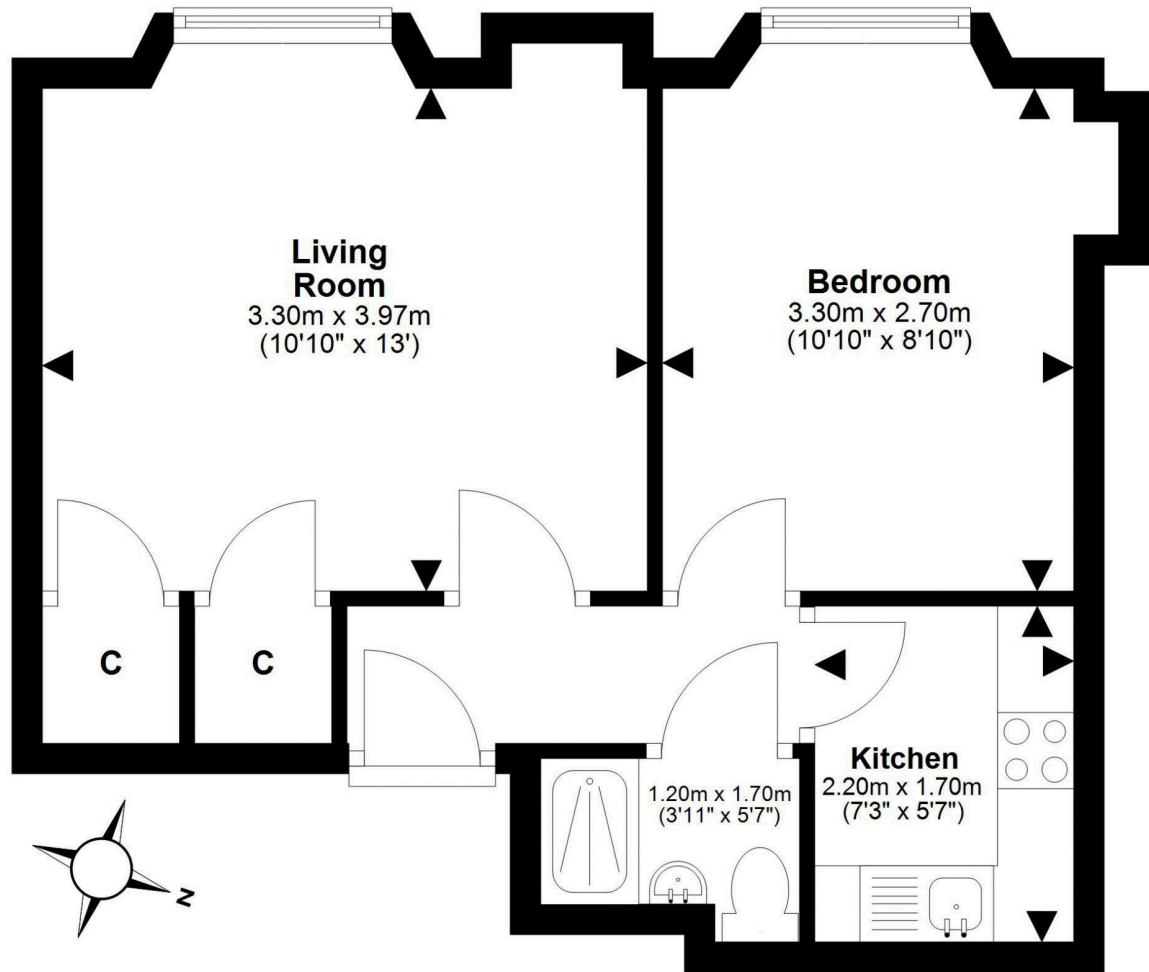 Living
Room
3.30m x 3.97m
(10'10" x 13')
Bedroom
3.30m x 2.70m
(10'10" x 8'10")
C
C
Kitchen
2.20m x 1.70m
(7'3" x 5'7")
1.20m x 1.70m
(3'11" x 5'7")
N